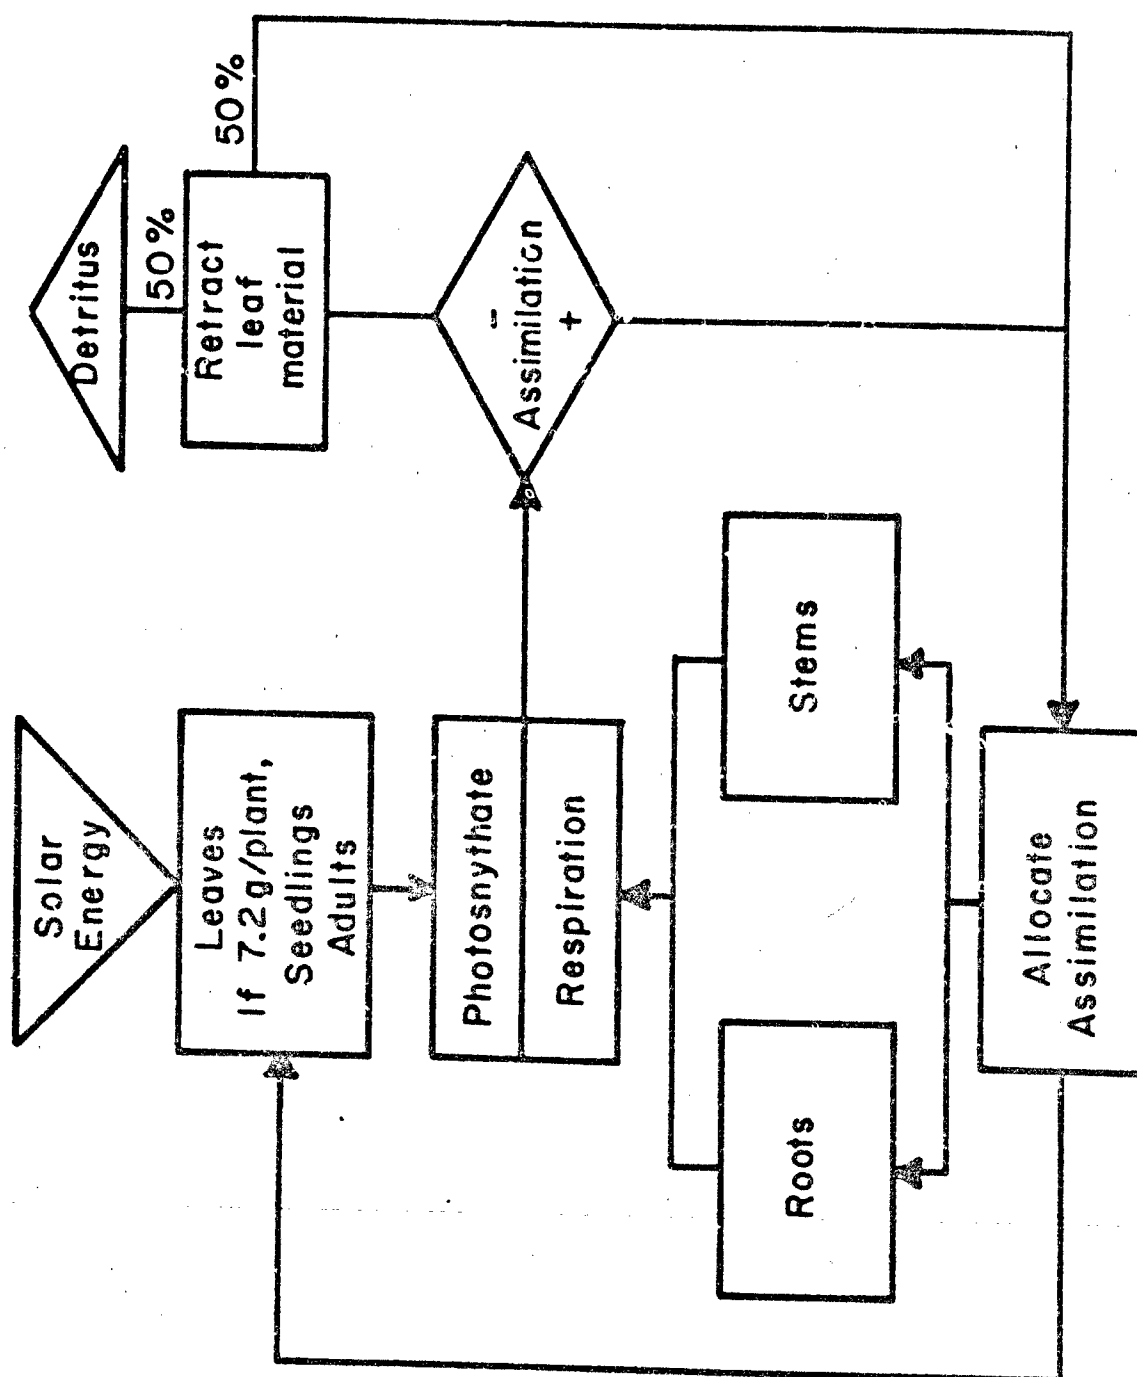 Solar
Energy
Leaves
If 7.2g/plant,
Seedlings
Adults
Photosnythate
Respiration
Roots
Stems
Allocate
Assimilation
-
Assimilation
+
Retract
leaf
material
50%
50%
Detritus